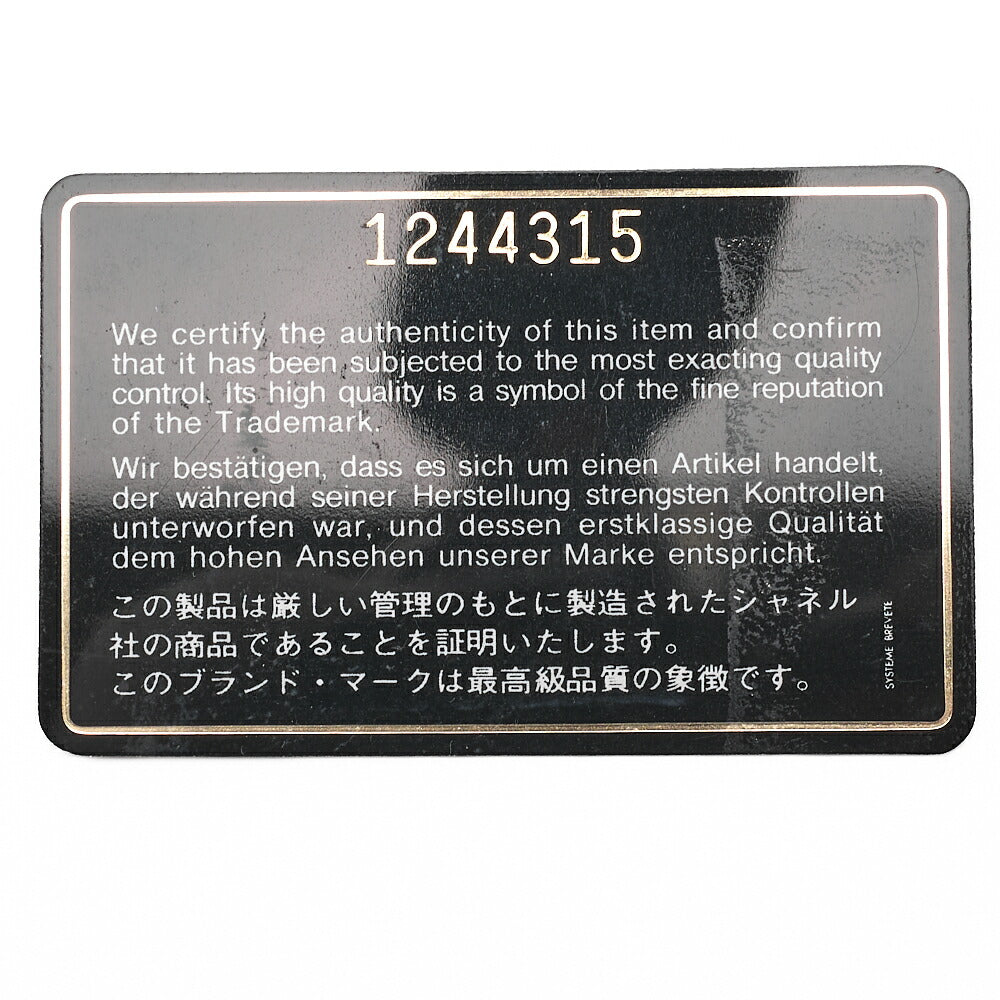 1244315
We certify the authenticity of this item and confirm
that it has been subjected to the most exacting quality
control. Its high quality is a symbol of the fine reputation
of the Trademark.
Wir bestätigen, dass es sich um einen Artikel handelt,
der während seiner Herstellung strengsten Kontrollen
unterworfen war, und dessen erstklassige Qualität
dem hohen Ansehen unserer Marke entspricht.
この製品は厳しい管理のもとに製造されたシャネル
社の商品であることを証明いたします。
このブランド・マークは最高級品質の象徴です。
SYSTEME BREVETE